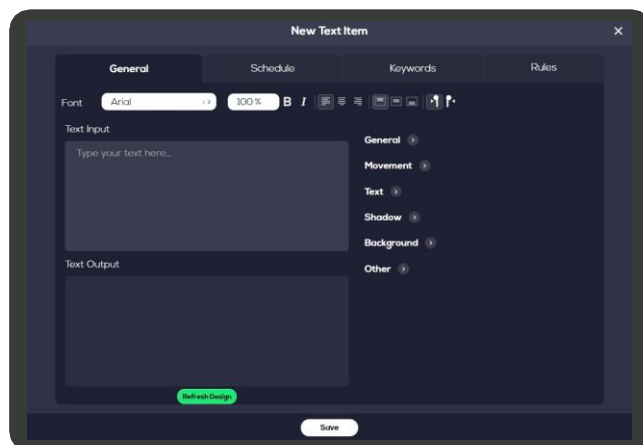 New Text Item
General Schedule Keywords Rules
Font Arial 100 % B I
Text Input
Type your text here...
General
Movement
Text
Shadow
Background
Other
Text Output
Refresh Design
Save